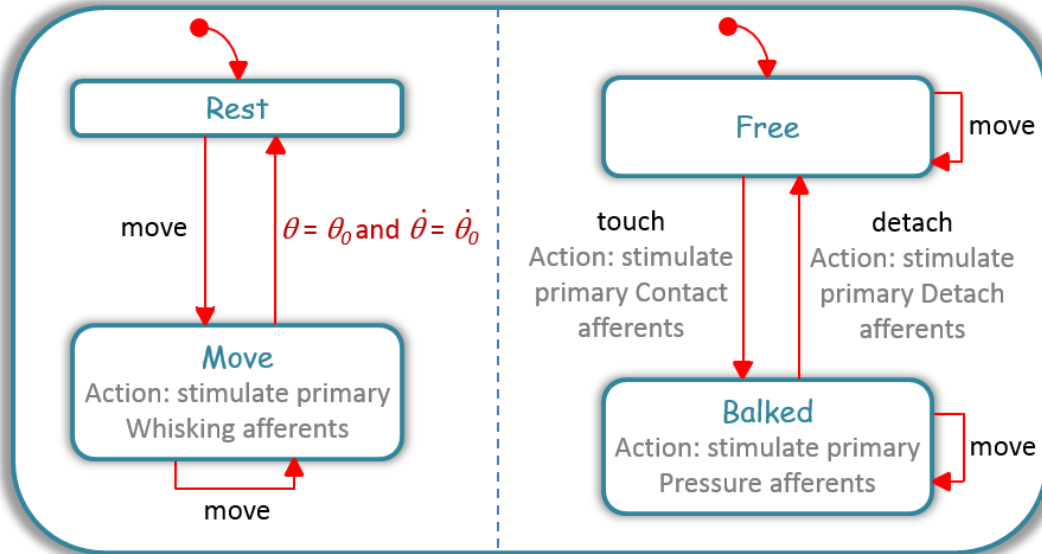 Rest
move
θ = θ₀ and θ̇ = θ̇₀
Move
Action: stimulate primary
Whisking afferents
move
Free
move
touch
Action: stimulate
primary Contact
afferents
detach
Action: stimulate
primary Detach
afferents
Balked
Action: stimulate primary
Pressure afferents
move